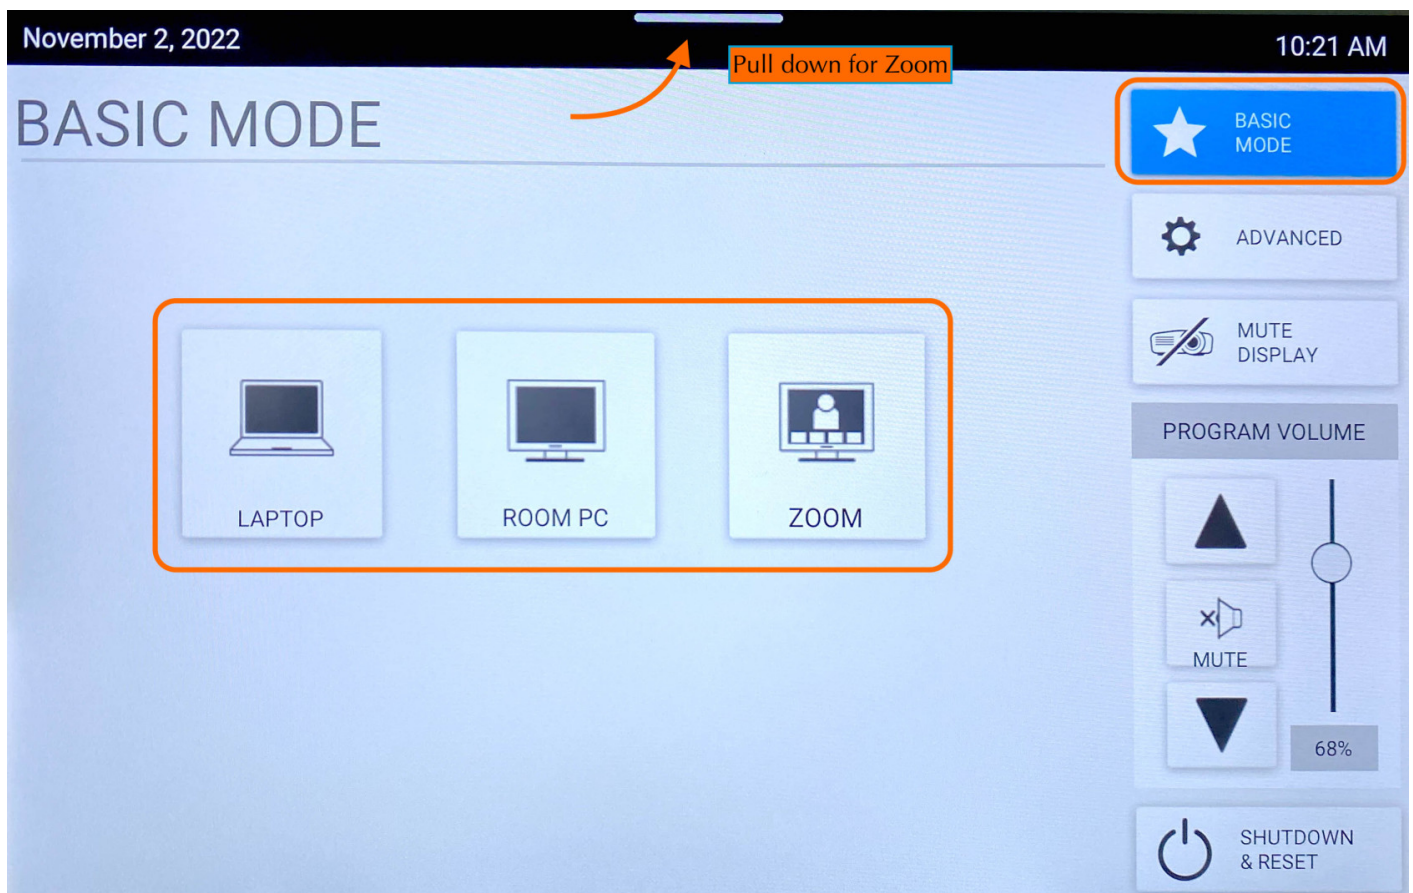 November 2, 2022
Pull down for Zoom
10:21 AM
BASIC MODE
BASIC
MODE
ADVANCED
MUTE
DISPLAY
PROGRAM VOLUME
LAPTOP
ROOM PC
ZOOM
MUTE
68%
SHUTDOWN
& RESET